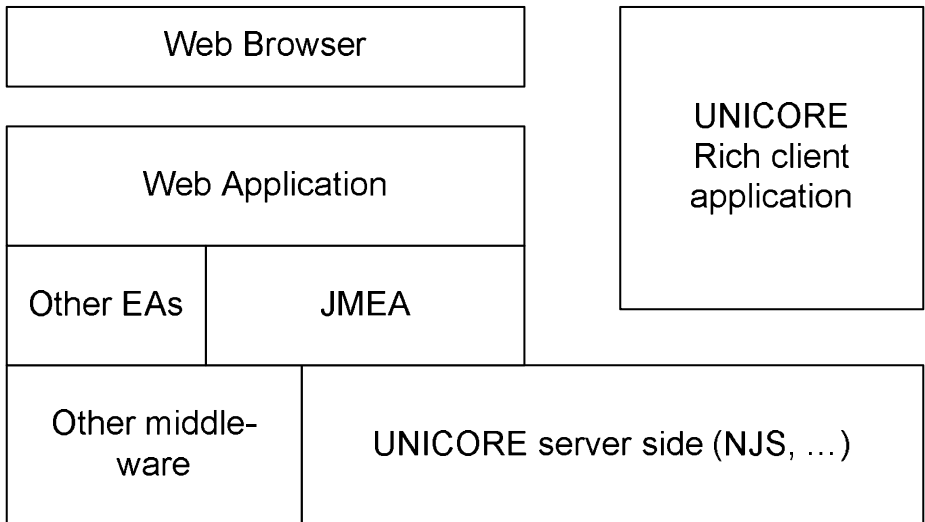 Web Browser
UNICORE
Rich client
application
Web Application
Other EAs
JMEA
Other middle-
ware
UNICORE server side (NJS, …)